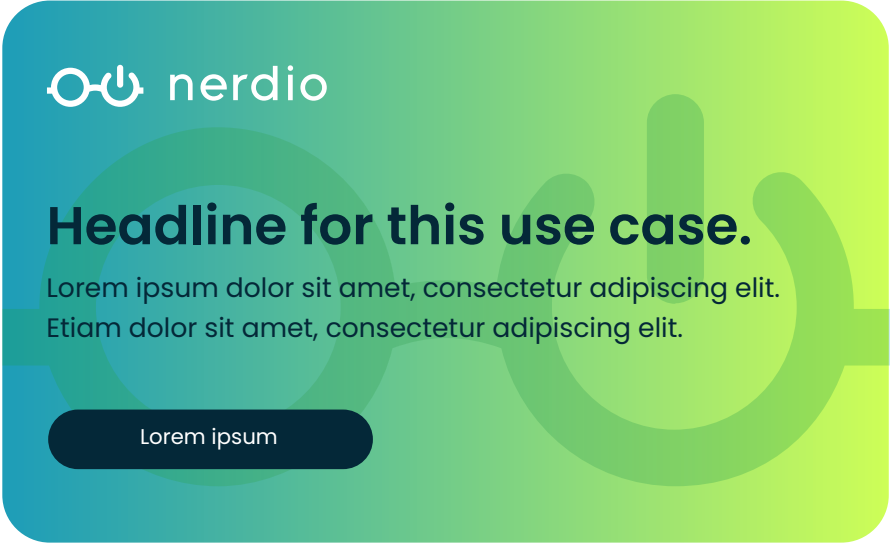 nerdio
Headline for this use case.
Lorem ipsum dolor sit amet, consectetur adipiscing elit.
Etiam dolor sit amet, consectetur adipiscing elit.
Lorem ipsum